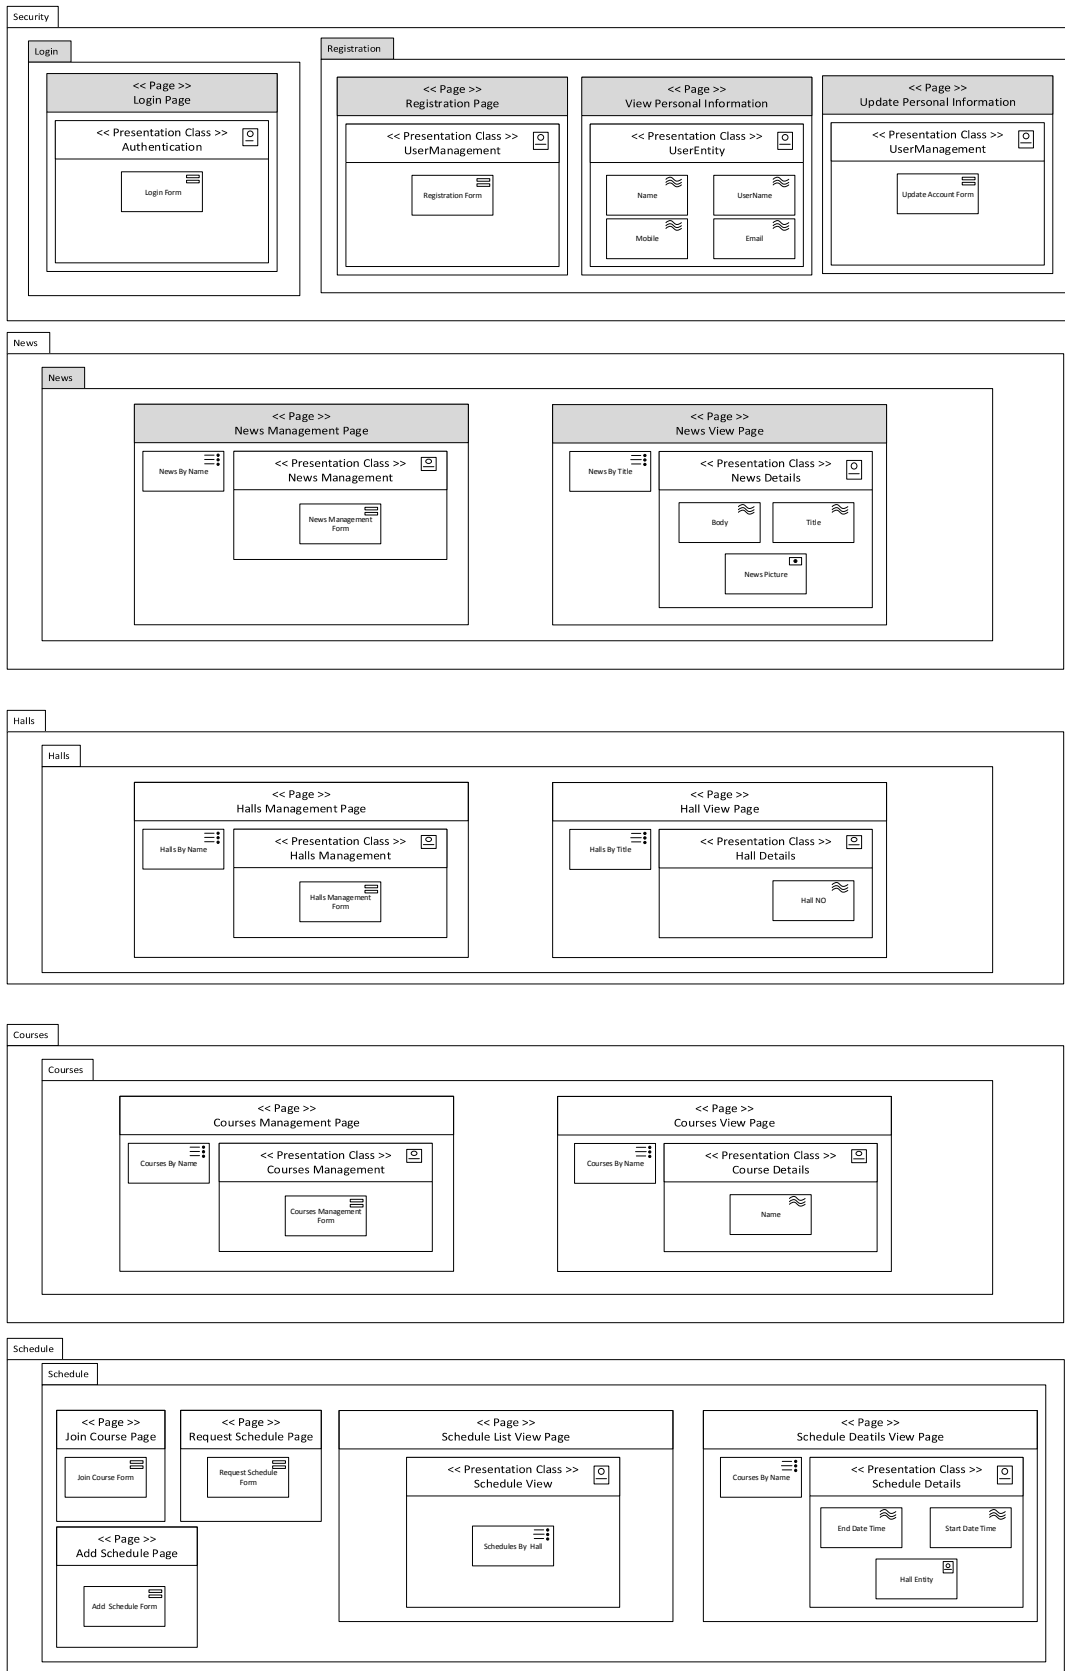 Security
Login
<< Page >>
Login Page
<< Presentation Class >>
Authentication
Login Form
Registration
<< Page >>
Registration Page
<< Presentation Class >>
UserManagement
Registration Form
<< Page >>
View Personal Information
<< Presentation Class >>
UserEntity
Name
UserName
Mobile
Email
<< Page >>
Update Personal Information
<< Presentation Class >>
UserManagement
Update Account Form
News
News
<< Page >>
News Management Page
News By Name
<< Presentation Class >>
News Management
News Management
Form
<< Page >>
News View Page
News By Title
<< Presentation Class >>
News Details
Body
Title
News Picture
Halls
Halls
<< Page >>
Halls Management Page
Halls By Name
<< Presentation Class >>
Halls Management
Halls Management
Form
<< Page >>
Hall View Page
Halls By Title
<< Presentation Class >>
Hall Details
Hall NO
Courses
Courses
<< Page >>
Courses Management Page
Courses By Name
<< Presentation Class >>
Courses Management
Courses Management
Form
<< Page >>
Courses View Page
Courses By Name
<< Presentation Class >>
Course Details
Name
Schedule
Schedule
<< Page >>
Join Course Page
Join Course Form
<< Page >>
Request Schedule Page
Request Schedule
Form
<< Page >>
Add Schedule Page
Add Schedule Form
<< Page >>
Schedule List View Page
<< Presentation Class >>
Schedule View
Schedules By Hall
<< Page >>
Schedule Deatils View Page
Courses By Name
<< Presentation Class >>
Schedule Details
End Date Time
Start Date Time
Hall Entity